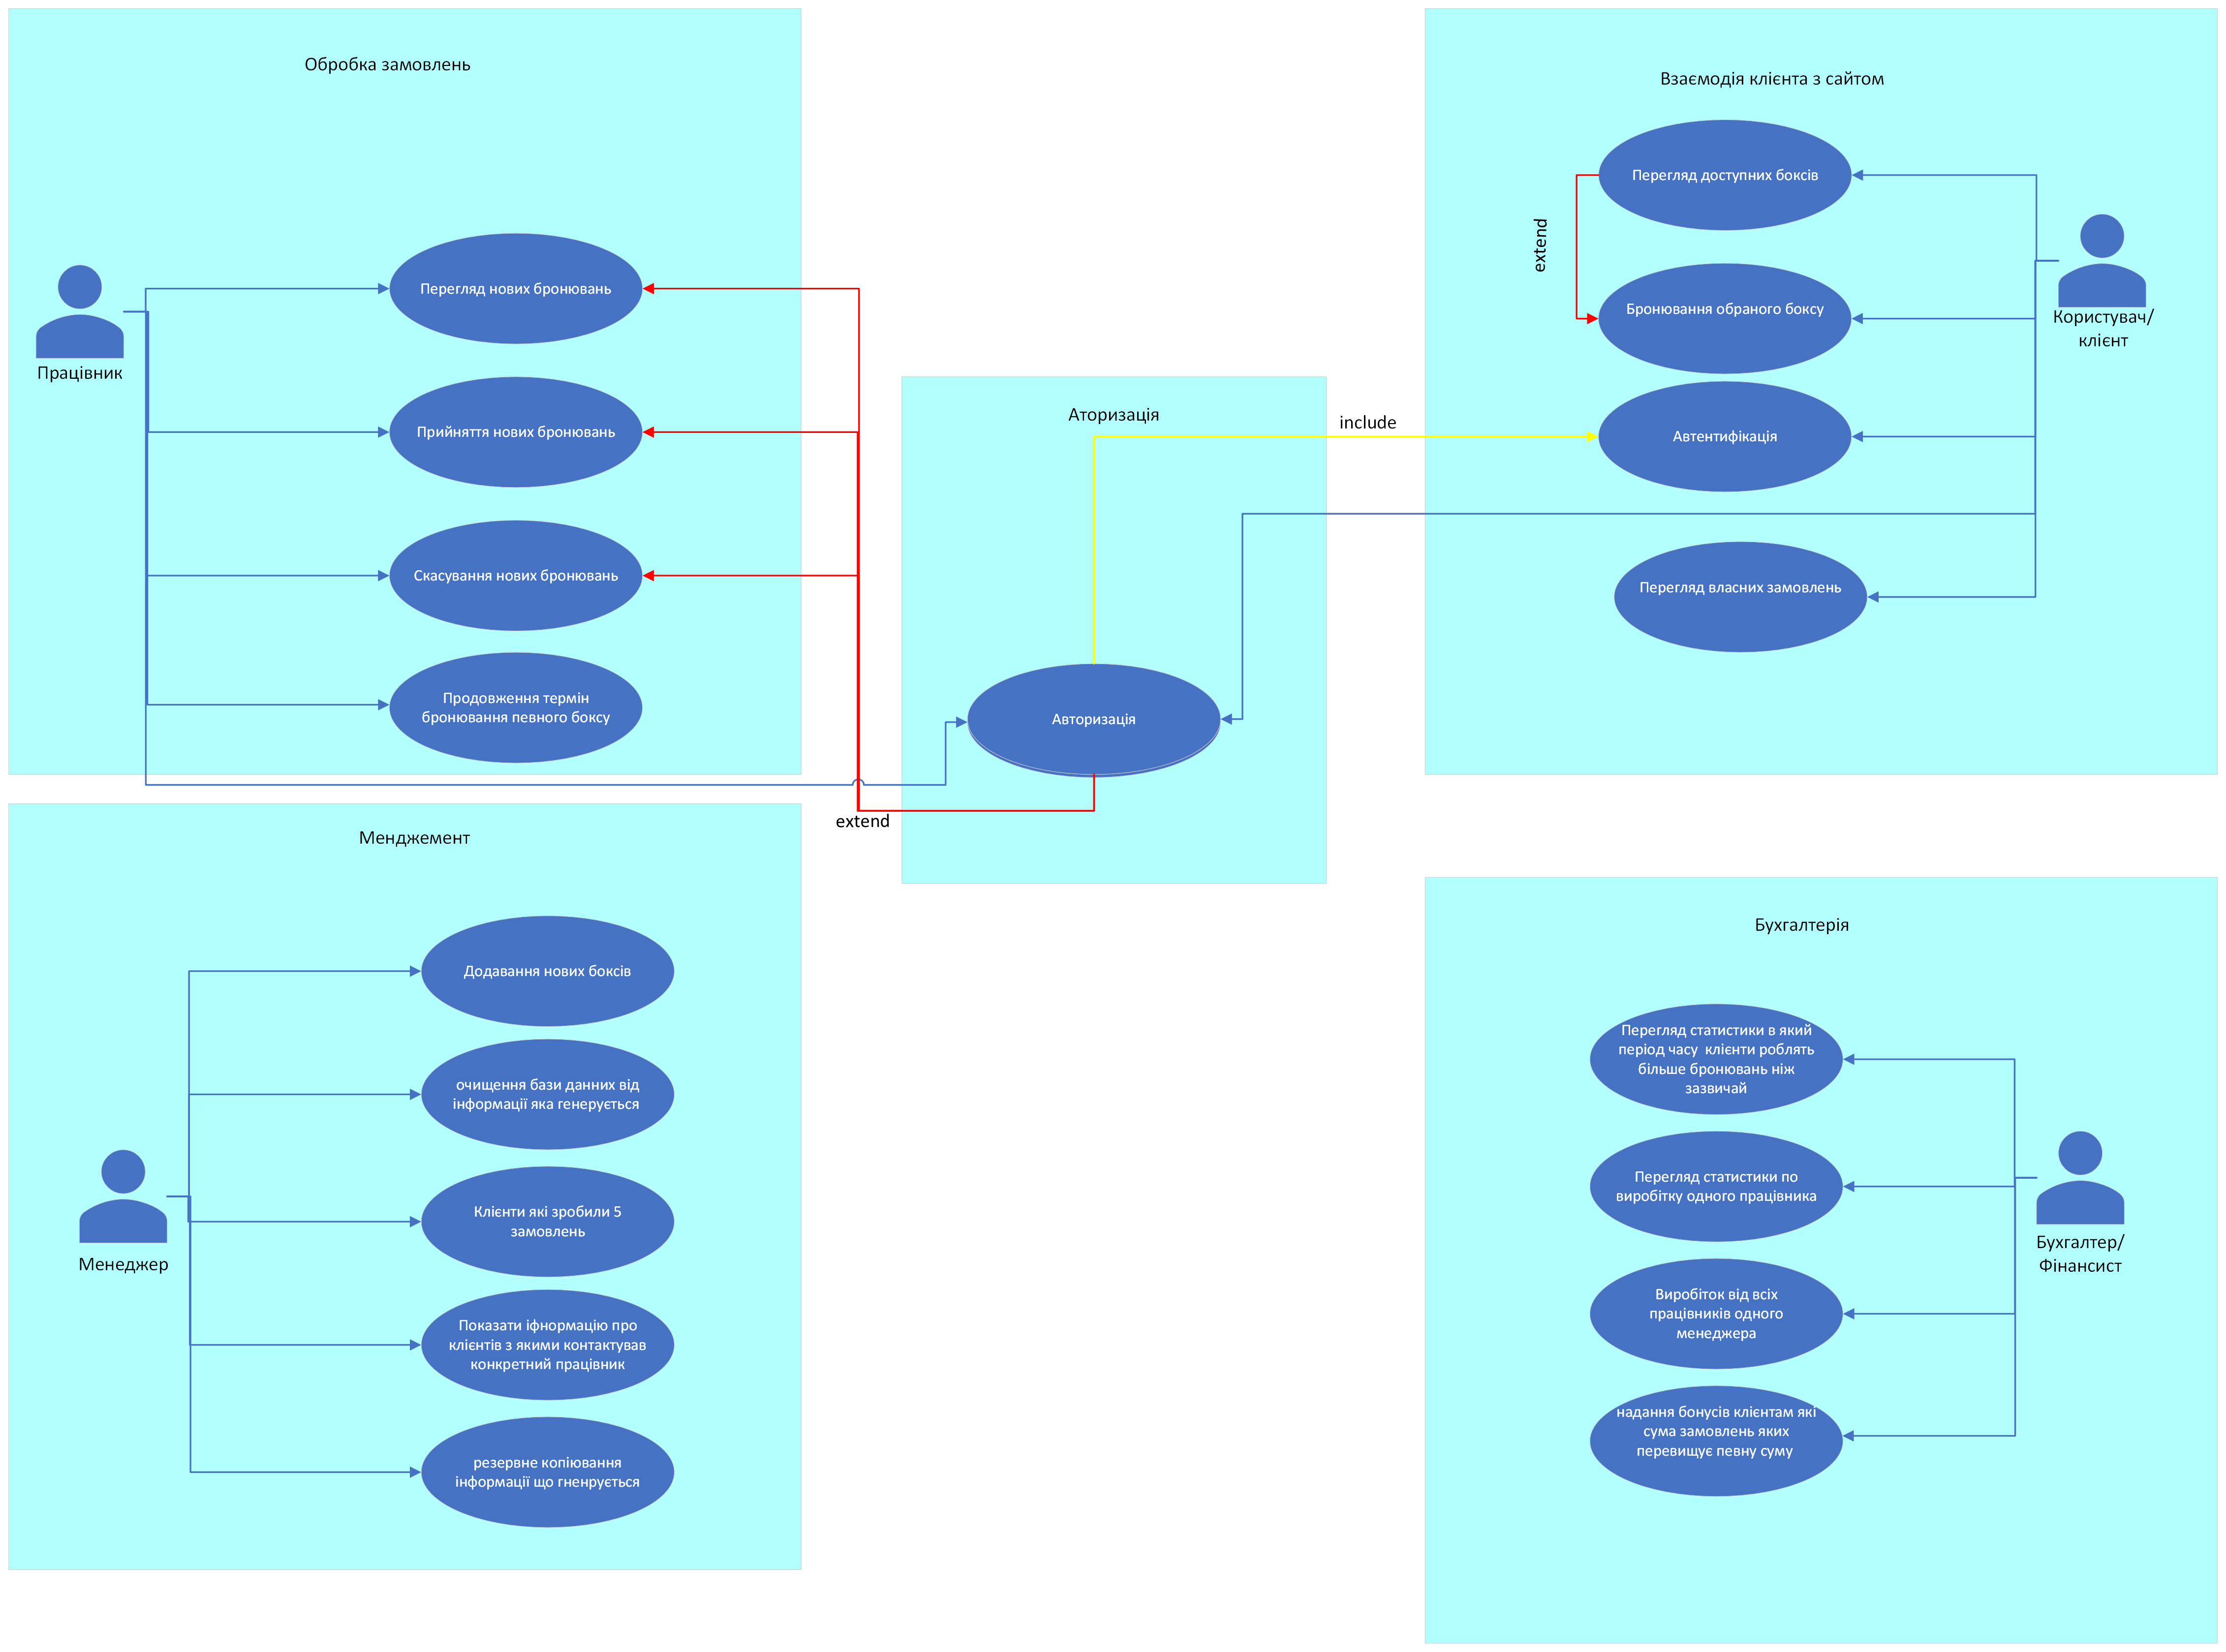 Обробка замовлень
Перегляд нових бронювань
Працівник
Прийняття нових бронювань
Скасування нових бронювань
Продовження термін
бронювання певного боксу
Взаємодія клієнта з сайтом
Перегляд доступних боксів
extend
Бронювання обраного боксу
Користувач/
клієнт
Автентифікація
Перегляд власних замовлень
Аторизація
include
Авторизація
extend
Менджемент
Додавання нових боксів
очищення бази данних від
інформації яка генерується
Клієнти які зробили 5
замовлень
Менеджер
Показати іфнормацію про
клієнтів з якими контактував
конкретний працівник
резервне копіювання
інформації що гненрується
Бухгалтерія
Перегляд статистики в який
період часу  клієнти роблять
більше бронювань ніж
зазвичай
Перегляд статистики по
виробітку одного працівника
Бухгалтер/
Фінансист
Виробіток від всіх
працівників одного
менеджера
надання бонусів клієнтам які
сума замовлень яких
перевищує певну суму